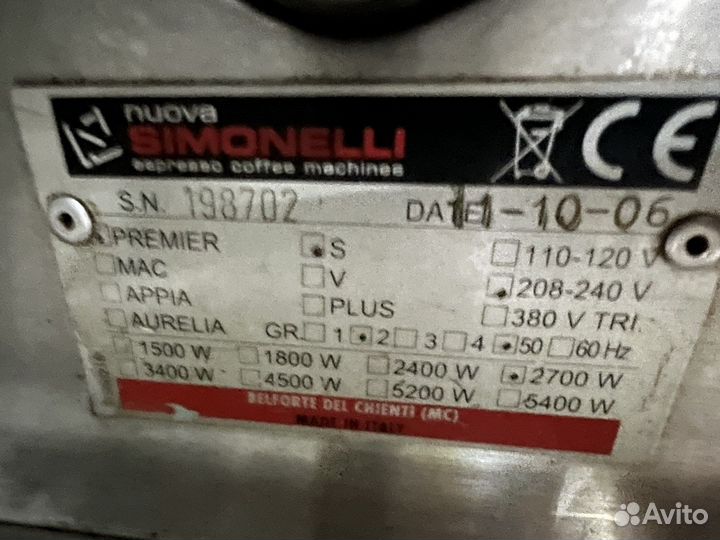 nuova
SIMONELLI
espresso coffee machines
CE
S.N. 198702 DATE 11-10-06
PREMIER S 110-120 V
MAC V 208-240 V
APPIA PLUS 380 V TRI.
AURELIA GR. 1 2 3 4 50 60 Hz
1500 W 1800 W 2400 W 2700 W
3400 W 4500 W 5200 W 5400 W
BELFORTE DEL CHIENTI (MC)
MADE IN ITALY
Avito